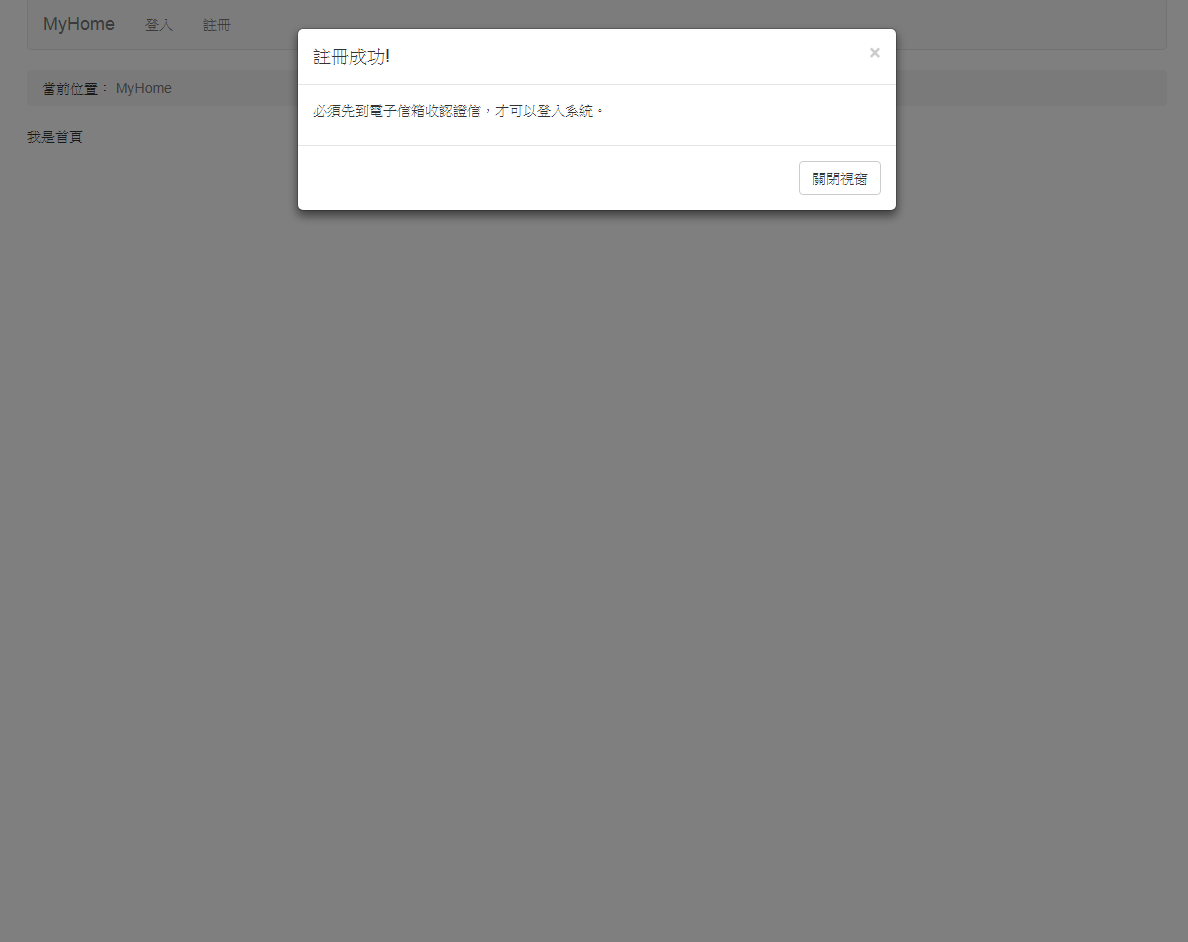 MyHome 登入 註冊
註冊成功! ×
當前位置： MyHome
必須先到電子信箱收認證信，才可以登入系統。
我是首頁
關閉視窗